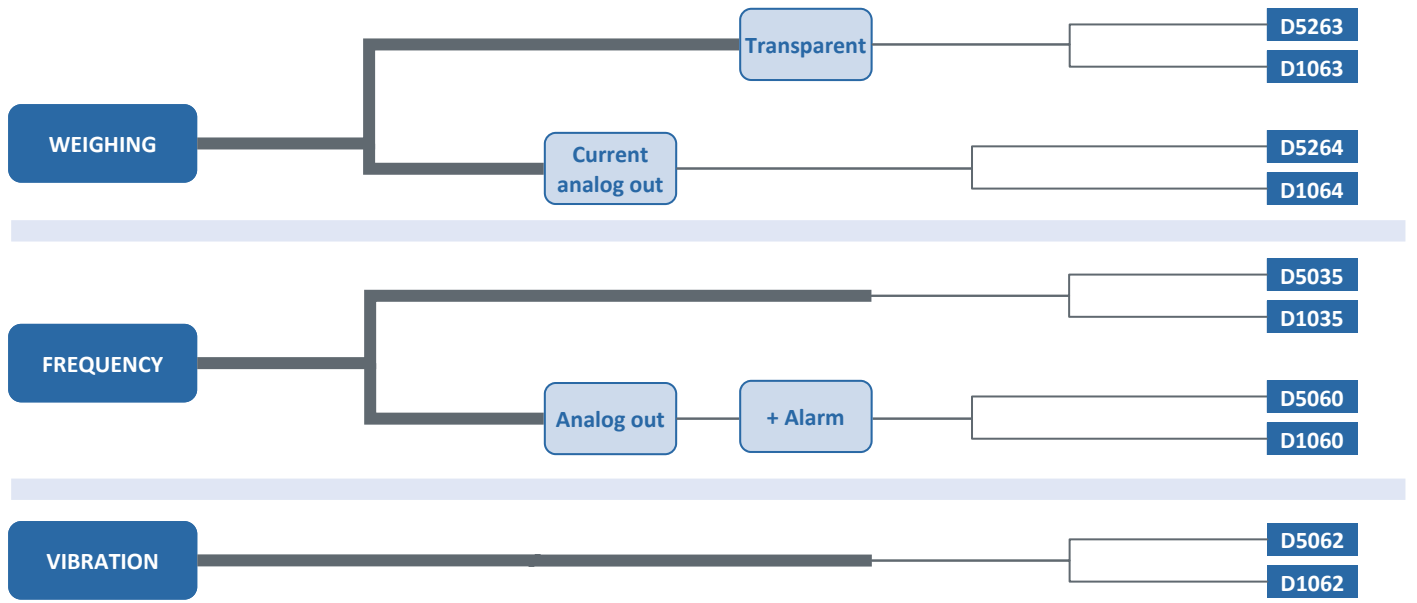 Transparent
D5263
D1063
WEIGHING
Current
analog out
D5264
D1064
D5035
D1035
FREQUENCY
Analog out
+ Alarm
D5060
D1060
VIBRATION
D5062
D1062